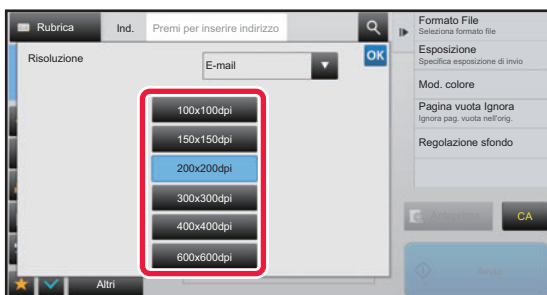 Rubrica
Ind.
Premi per inserire indirizzo
Risoluzione
E-mail
OK
100x100dpi
150x150dpi
200x200dpi
300x300dpi
400x400dpi
600x600dpi
Altri
Formato File
Seleziona formato file
Esposizione
Specifica esposizione di invio
Mod. colore
Pagina vuota Ignora
Ignora pag. vuota nell'orig.
Regolazione sfondo
Anteprima
CA
Avvio